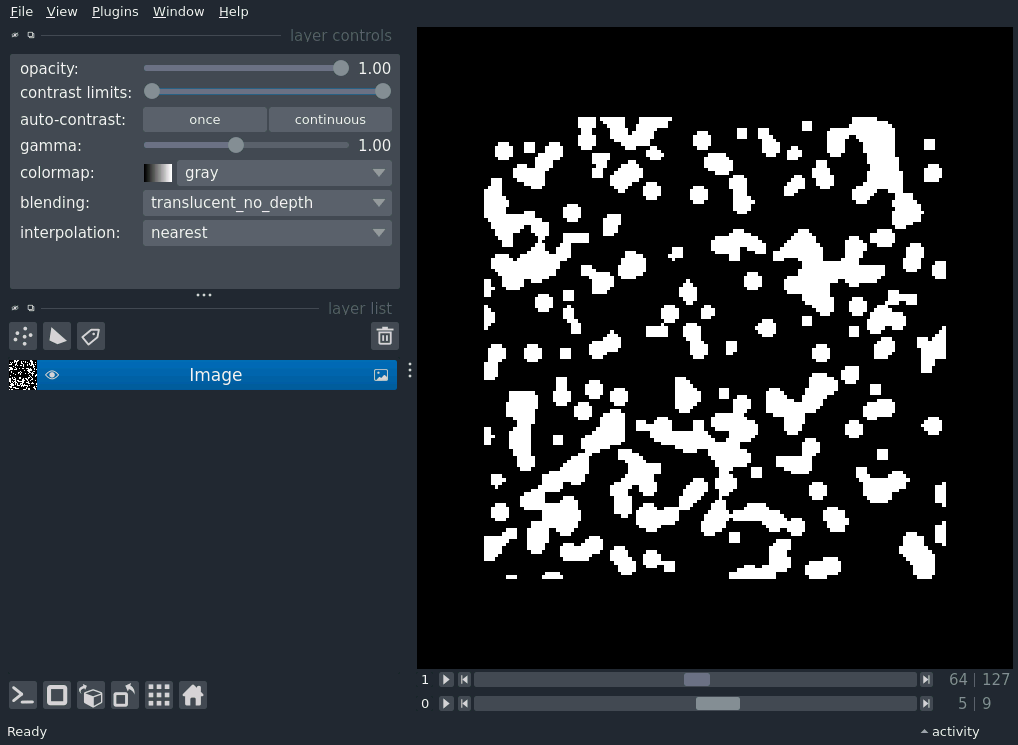 File View Plugins Window Help
layer controls
opacity: 1.00
contrast limits:
auto-contrast: once continuous
gamma: 1.00
colormap: gray
blending: translucent_no_depth
interpolation: nearest
layer list
Image
1 64 | 127
0 5 | 9
Ready activity